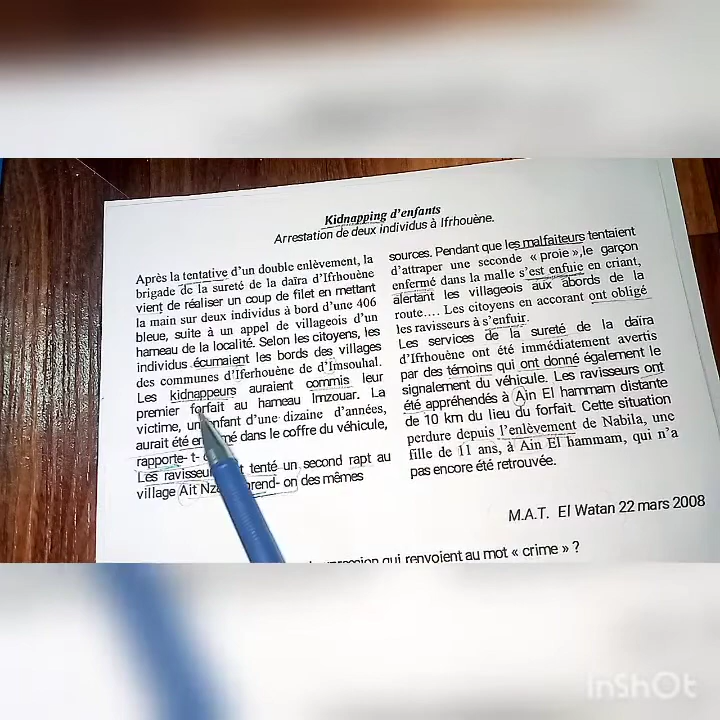 Kidnapping d'enfants
Arrestation de deux individus à Ifrhouène.
Après la tentative d'un double enlèvement, la
brigade de la sureté de la daïra d'Ifrhouène
vient de réaliser un coup de filet en mettant
la main sur deux individus à bord d'une 406
bleue, suite à un appel de villageois d'un
hameau de la localité. Selon les citoyens, les
individus écumaient les bords des villages
des communes d'Iferhouène de d'Imsouhal.
Les kidnappeurs auraient commis leur
premier forfait au hameau Imzouar. La
victime, un enfant d'une dizaine d'années,
aurait été dans le coffre du véhicule,
rapporte- t-
Les ravisseurs tenté un second rapt au
village Ait on des mêmes
sources. Pendant que les malfaiteurs tentaient
d'attraper une seconde « proie »,le garçon
enfermé dans la malle s'est enfuie en criant,
alertant les villageois aux abords de la
route.... Les citoyens en accorant ont obligé
les ravisseurs à s'enfuir.
Les services de la sureté de la daïra
d'Ifrhouène ont été immédiatement avertis
par des témoins qui ont donné également le
signalement du véhicule. Les ravisseurs ont
été appréhendés à Ain El hammam distante
de 10 km du lieu du forfait. Cette situation
perdure depuis l'enlèvement de Nabila, une
fille de 11 ans, à Ain El hammam, qui n'a
pas encore été retrouvée.
M.A.T. El Watan 22 mars 2008
qui renvoient au mot « crime » ?
InShOt